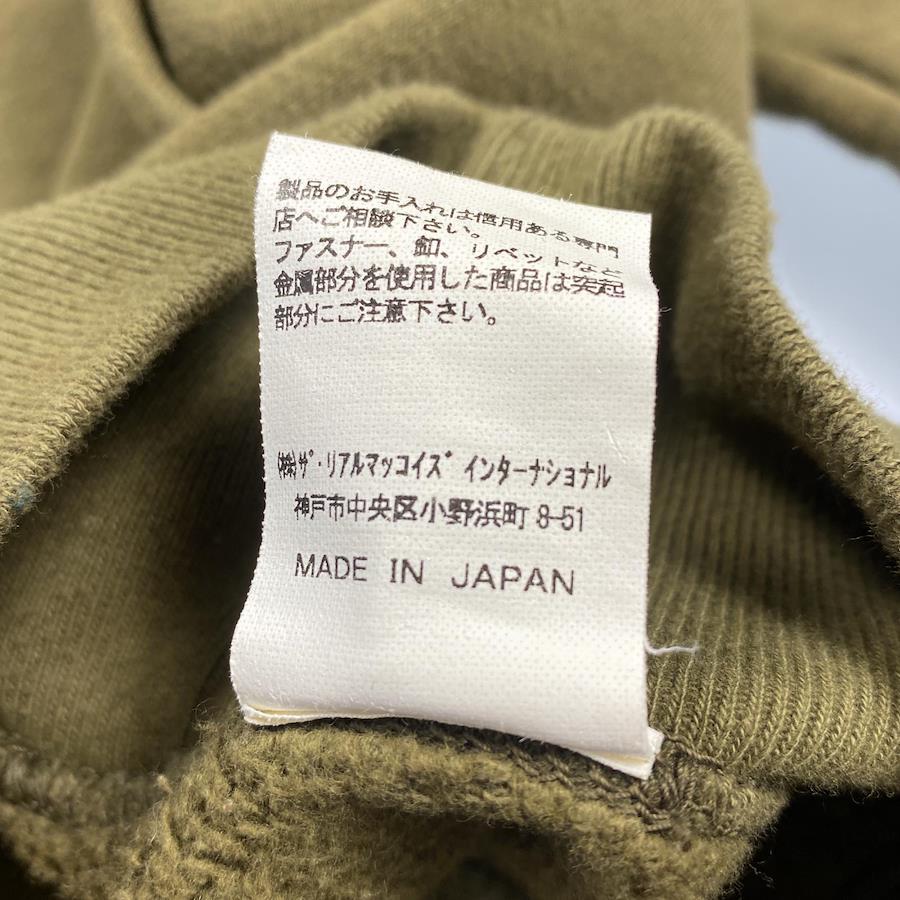 製品のお手入れは信用ある専門
店へご相談下さい。
ファスナー、釦、リベットなど
金属部分を使用した商品は突起
部分にご注意下さい。
㈱ザ・リアルマッコイズ インターナショナル
神戸市中央区小野浜町 8-51
MADE IN JAPAN